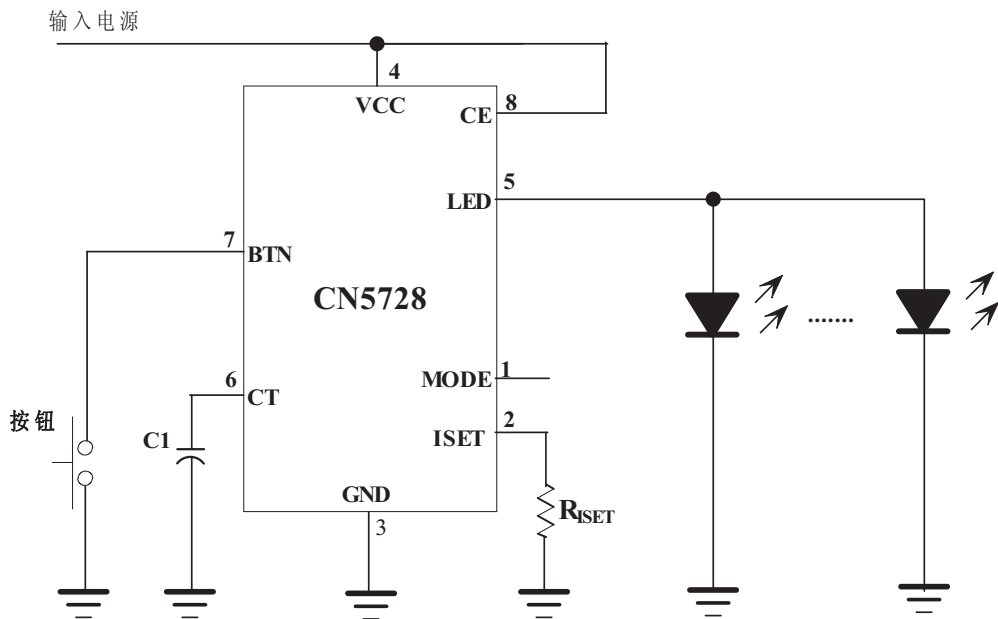 输入电源
4
VCC
8
CE
5
LED
7
BTN
CN5728
1
MODE
6
CT
2
ISET
按钮
C1
GND
3
RISET
.......